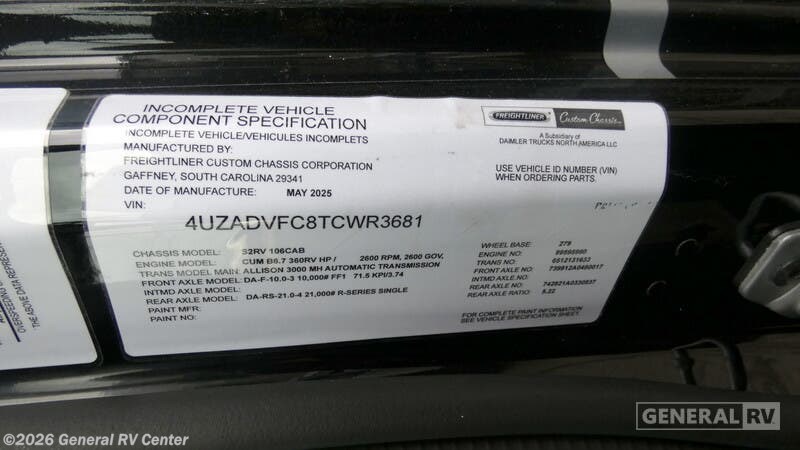 INCOMPLETE VEHICLE
COMPONENT SPECIFICATION
INCOMPLETE VEHICLE/VEHICULES INCOMPLETS
MANUFACTURED BY:
FREIGHTLINER CUSTOM CHASSIS CORPORATION
GAFFNEY, SOUTH CAROLINA 29341
DATE OF MANUFACTURE: MAY 2025
VIN:
4UZADVFC8TCWR3681
FREIGHTLINER Custom Chassis
A Subsidiary of
DAIMLER TRUCKS NORTH AMERICA LLC
USE VEHICLE ID NUMBER (VIN)
WHEN ORDERING PARTS.
CHASSIS MODEL: S2RV 106CAB
ENGINE MODEL: CUM B6.7 360RV HP / 2600 RPM, 2600 GOV,
TRANS MODEL MAIN: ALLISON 3000 MH AUTOMATIC TRANSMISSION
FRONT AXLE MODEL: DA-F-10.0-3 10,000# FF1 71.5 KPI/3.74
INTMD AXLE MODEL:
REAR AXLE MODEL: DA-RS-21.0-4 21,000# R-SERIES SINGLE
PAINT MFR:
PAINT NO:
WHEEL BASE: 279
ENGINE NO:
TRANS NO:
FRONT AXLE NO:
INTMD AXLE NO:
REAR AXLE NO:
REAR AXLE RATIO: 5.22
FOR COMPLETE PAINT INFORMATION
SEE VEHICLE SPECIFICATION SHEET.
OVERSPEEDING
THE ABOVE DATA REPRESE
GENERAL RV
©2026 General RV Center